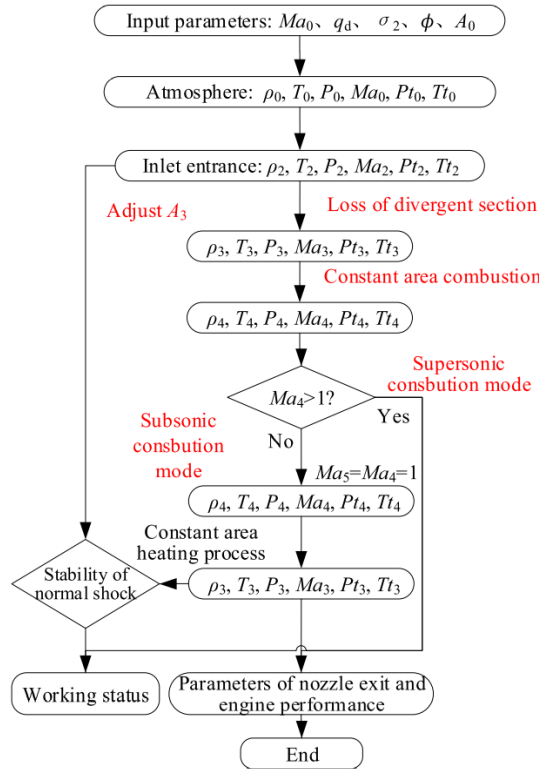 Input parameters: Ma₀、 q_d、 σ₂、 ϕ、 A₀
Atmosphere: ρ₀, T₀, P₀, Ma₀, Pt₀, Tt₀
Inlet entrance: ρ₂, T₂, P₂, Ma₂, Pt₂, Tt₂
Adjust A₃
Loss of divergent section
ρ₃, T₃, P₃, Ma₃, Pt₃, Tt₃
Constant area combustion
ρ₄, T₄, P₄, Ma₄, Pt₄, Tt₄
Supersonic
consbution mode
Ma₄>1?
Yes
Subsonic
consbution
mode
No
Ma₅=Ma₄=1
ρ₄, T₄, P₄, Ma₄, Pt₄, Tt₄
Constant area
heating process
Stability of
normal shock
ρ₃, T₃, P₃, Ma₃, Pt₃, Tt₃
Working status
Parameters of nozzle exit and
engine performance
End